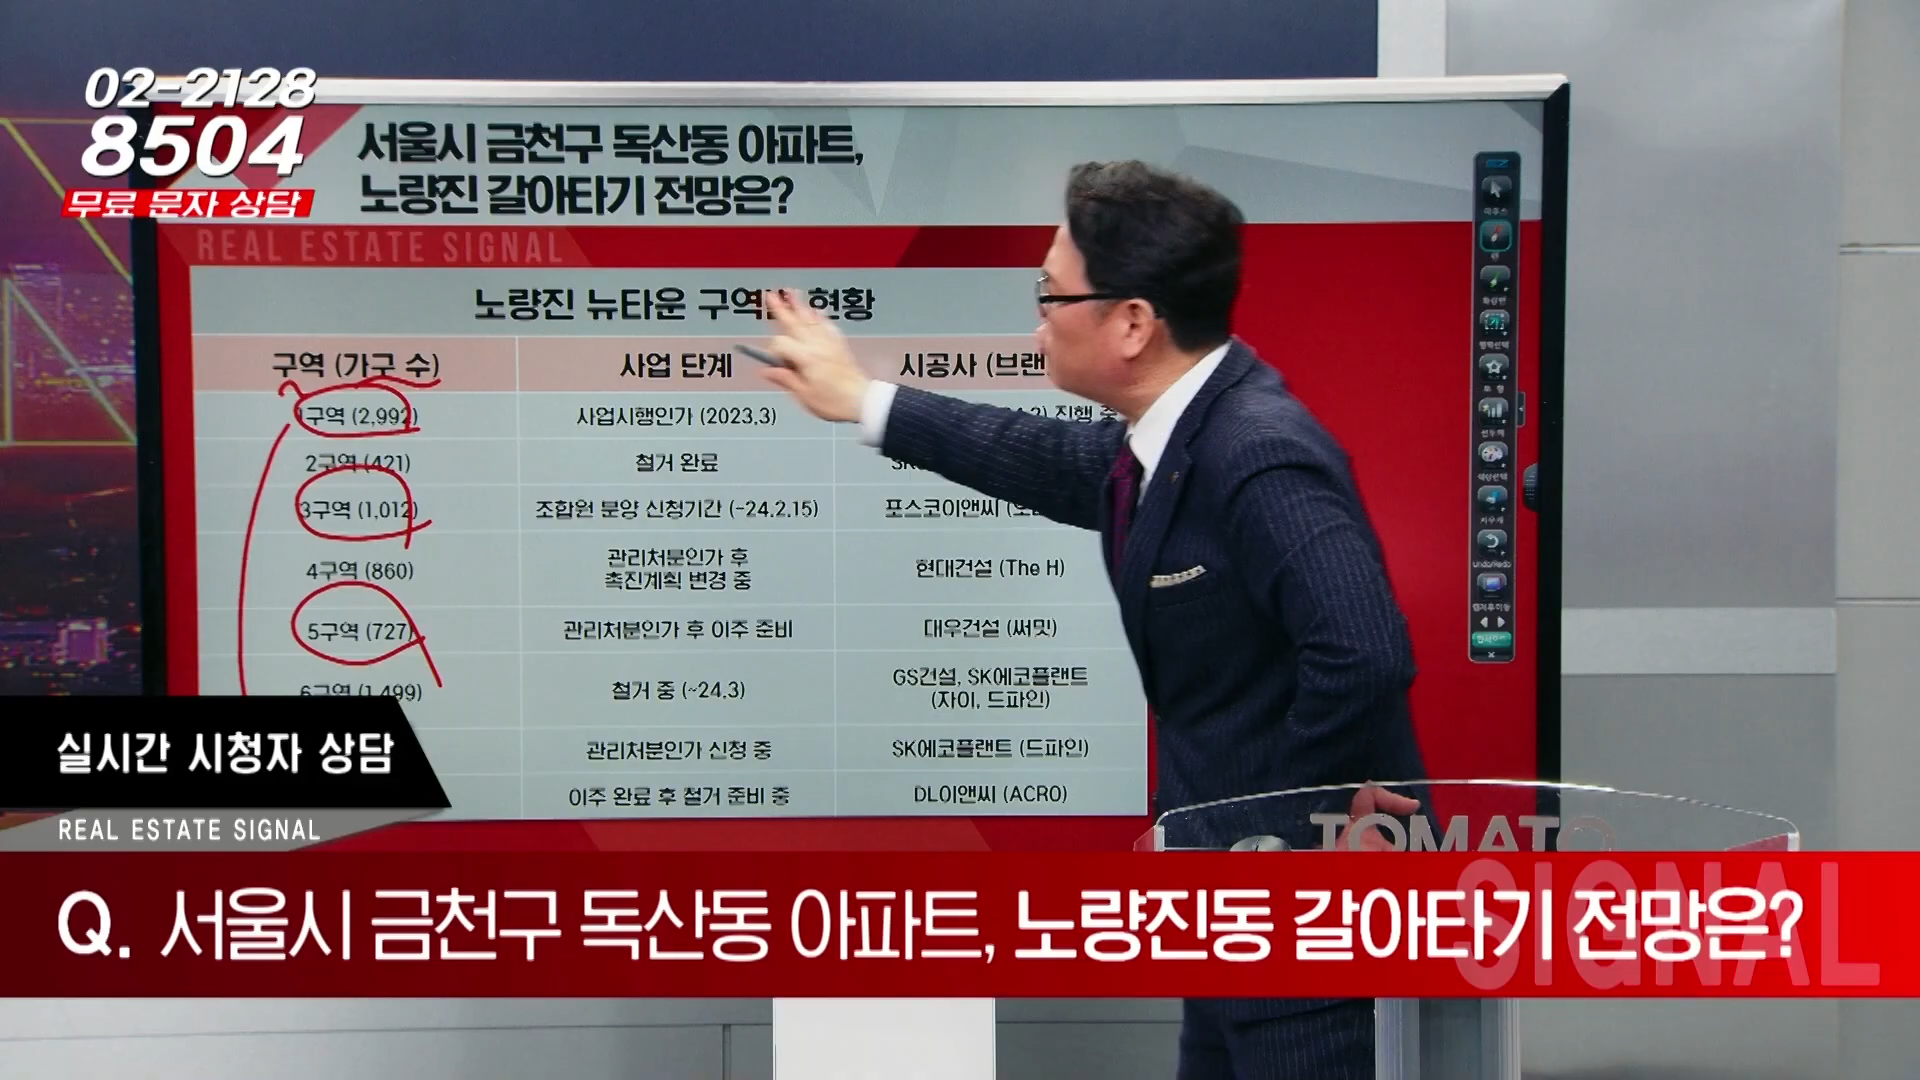 02-2128
8504
무료 문자 상담
서울시 금천구 독산동 아파트,
노량진 갈아타기 전망은?
REAL ESTATE SIGNAL
노량진 뉴타운 현황
구역 (가구 수) 사업 단계 시공사 (브랜
1구역 (2,992) 사업시행인가 (2023.3) 진행 중
2구역 (421) 철거 완료
3구역 (1,012) 조합원 분양 신청기간 (~24.2.15) 포스코이앤씨
4구역 (860) 관리처분인가 후 촉진계획 변경 중 현대건설 (The H)
5구역 (727) 관리처분인가 후 이주 준비 대우건설 (써밋)
6구역 (1,499) 철거 중 (~24.3) GS건설, SK에코플랜트 (자이, 드파인)
관리처분인가 신청 중 SK에코플랜트 (드파인)
이주 완료 후 철거 준비 중 DL이앤씨 (ACRO)
실시간 시청자 상담
REAL ESTATE SIGNAL
TOMATO
SIGNAL
Q. 서울시 금천구 독산동 아파트, 노량진동 갈아타기 전망은?